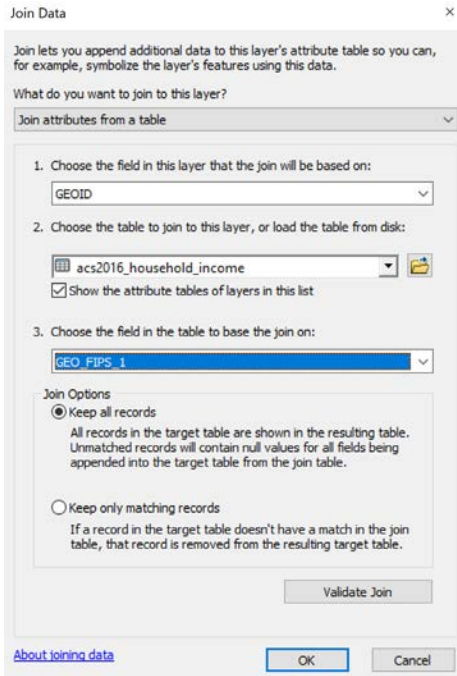 Join Data
Join lets you append additional data to this layer's attribute table so you can,
for example, symbolize the layer's features using this data.
What do you want to join to this layer?
Join attributes from a table
1. Choose the field in this layer that the join will be based on:
GEOID
2. Choose the table to join to this layer, or load the table from disk:
acs2016_household_income
Show the attribute tables of layers in this list
3. Choose the field in the table to base the join on:
GEO_FIPS_1
Join Options
Keep all records
All records in the target table are shown in the resulting table.
Unmatched records will contain null values for all fields being
appended into the target table from the join table.
Keep only matching records
If a record in the target table doesn't have a match in the join
table, that record is removed from the resulting target table.
Validate Join
About joining data
OK
Cancel